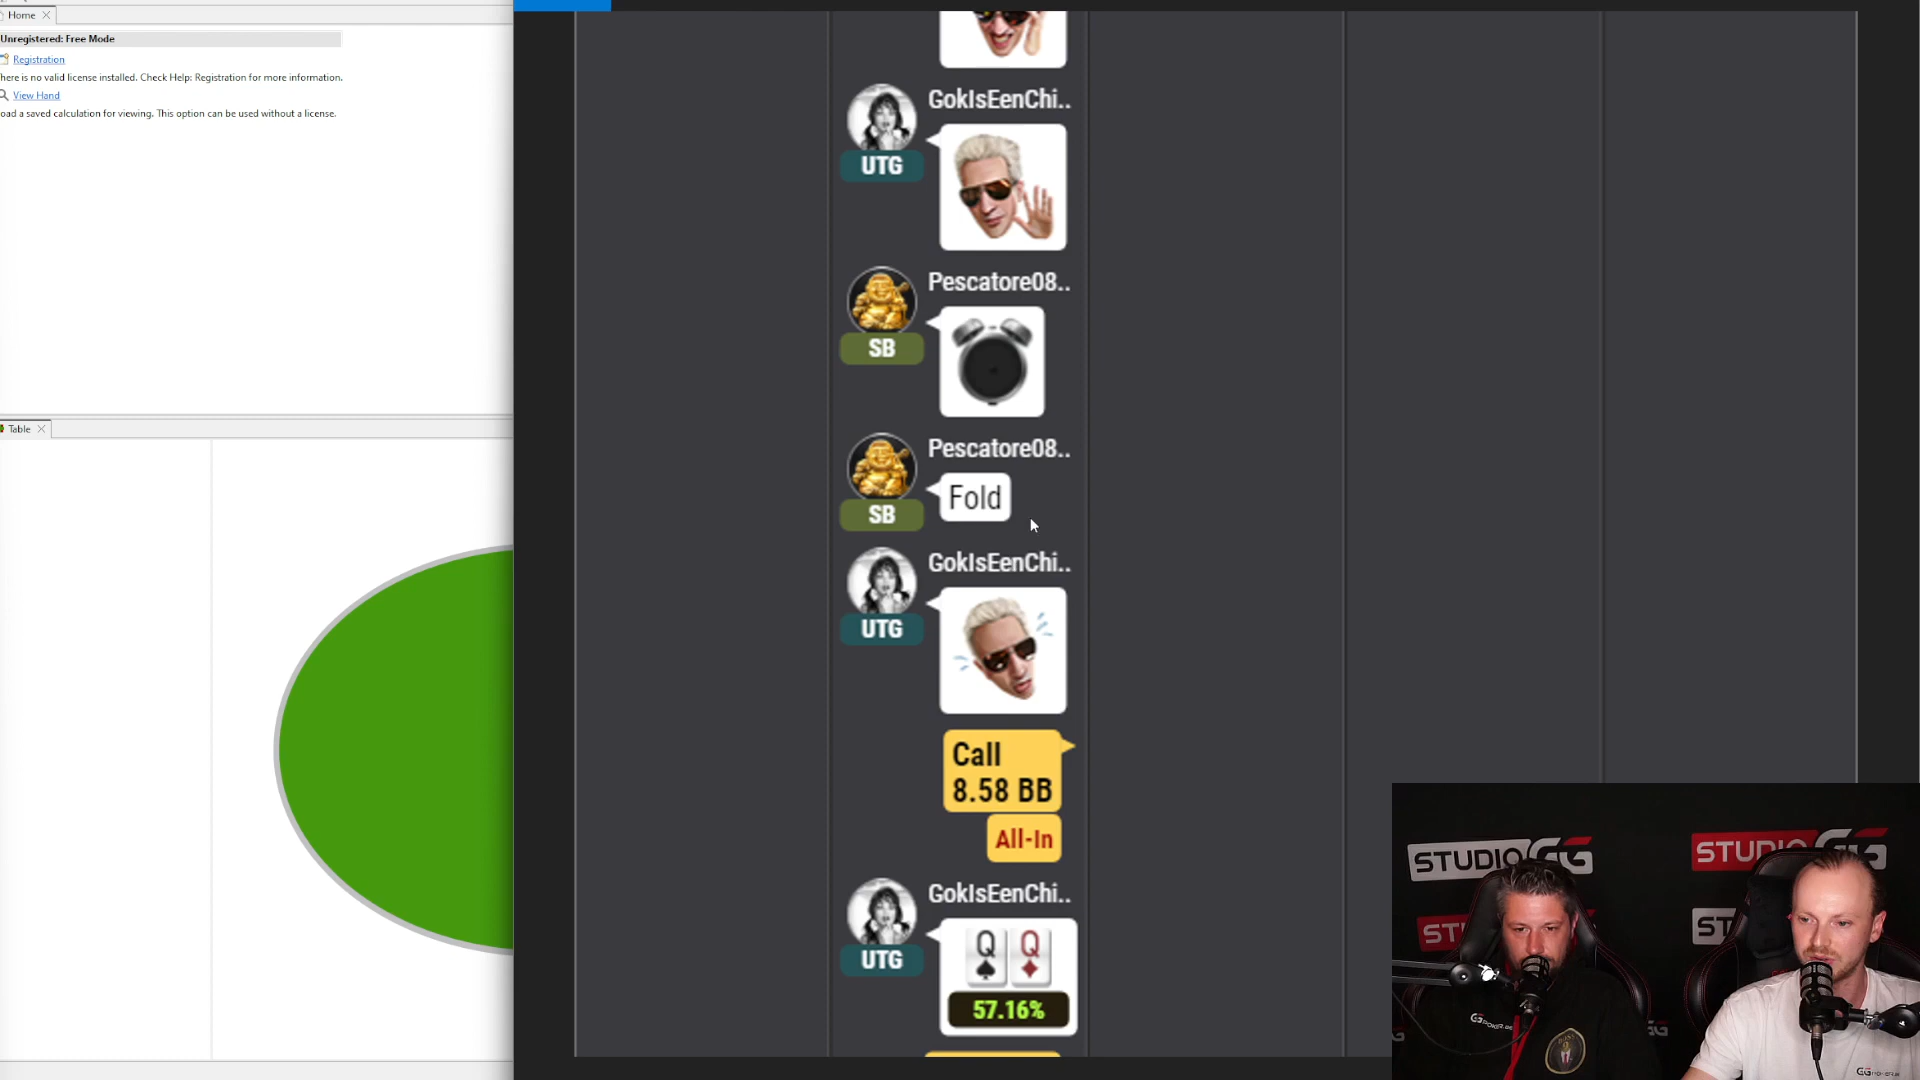 Home
Unregistered: Free Mode
Registration
here is no valid license installed. Check Help: Registration for more information.
View Hand
oad a saved calculation for viewing. This option can be used without a license.
Table
GokIsEenChi..
UTG
Pescatore08..
SB
Pescatore08..
Fold
SB
GokIsEenChi..
UTG
Call
8.58 BB
All-In
GokIsEenChi..
Q Q
57.16%
UTG
STUDIO GG
STUDIO GG